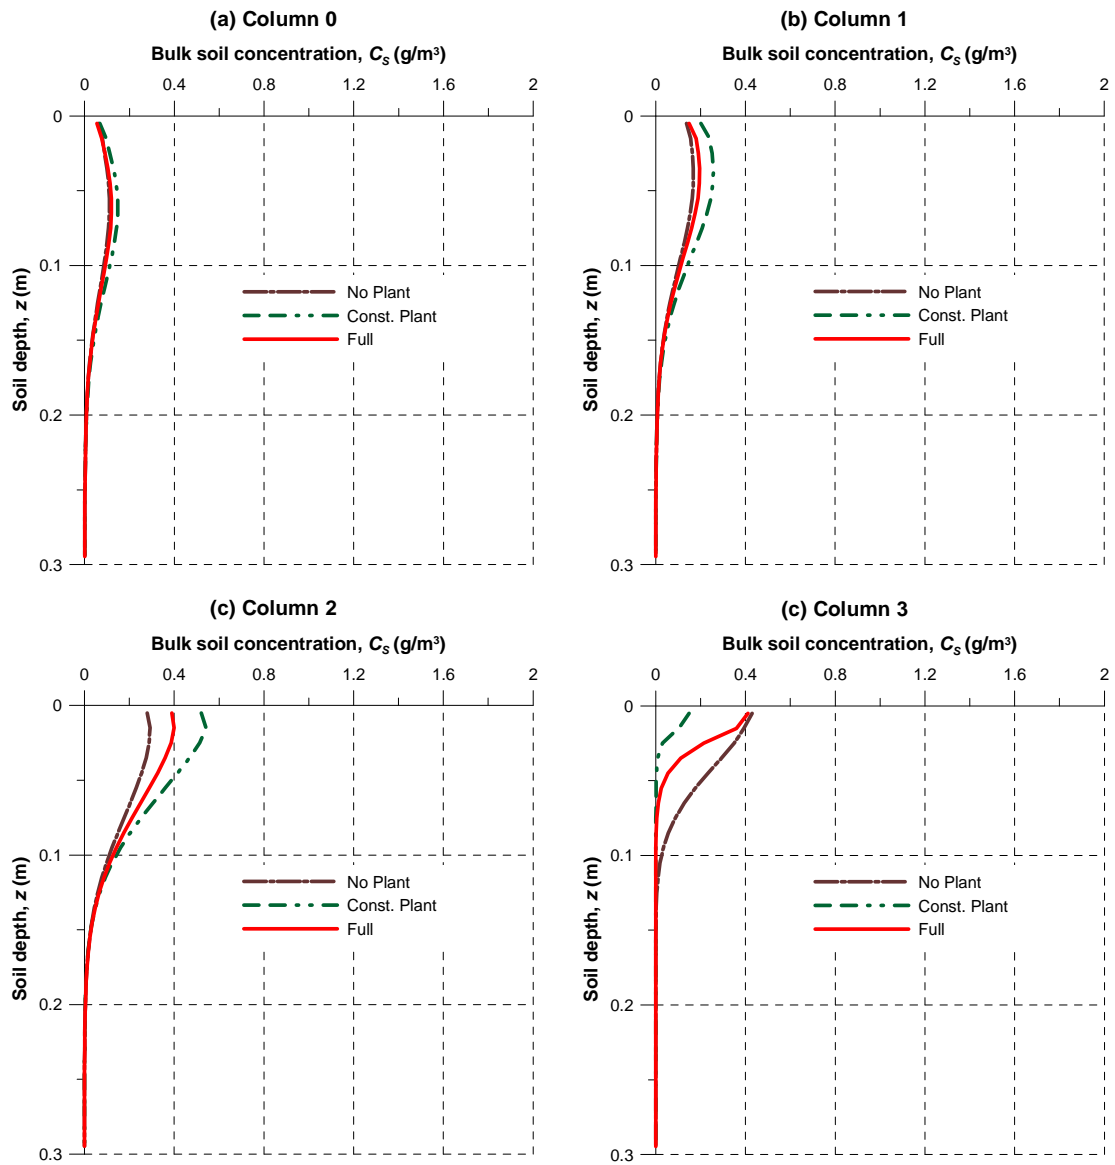 (a) Column 0
Bulk soil concentration, Cs (g/m³)
0 0.4 0.8 1.2 1.6 2
0
0.1
0.2
0.3
Soil depth, z (m)
No Plant
Const. Plant
Full
(b) Column 1
Bulk soil concentration, Cs (g/m³)
0 0.4 0.8 1.2 1.6 2
0
0.1
0.2
0.3
Soil depth, z (m)
No Plant
Const. Plant
Full
(c) Column 2
Bulk soil concentration, Cs (g/m³)
0 0.4 0.8 1.2 1.6 2
0
0.1
0.2
0.3
Soil depth, z (m)
No Plant
Const. Plant
Full
(c) Column 3
Bulk soil concentration, Cs (g/m³)
0 0.4 0.8 1.2 1.6 2
0
0.1
0.2
0.3
Soil depth, z (m)
No Plant
Const. Plant
Full